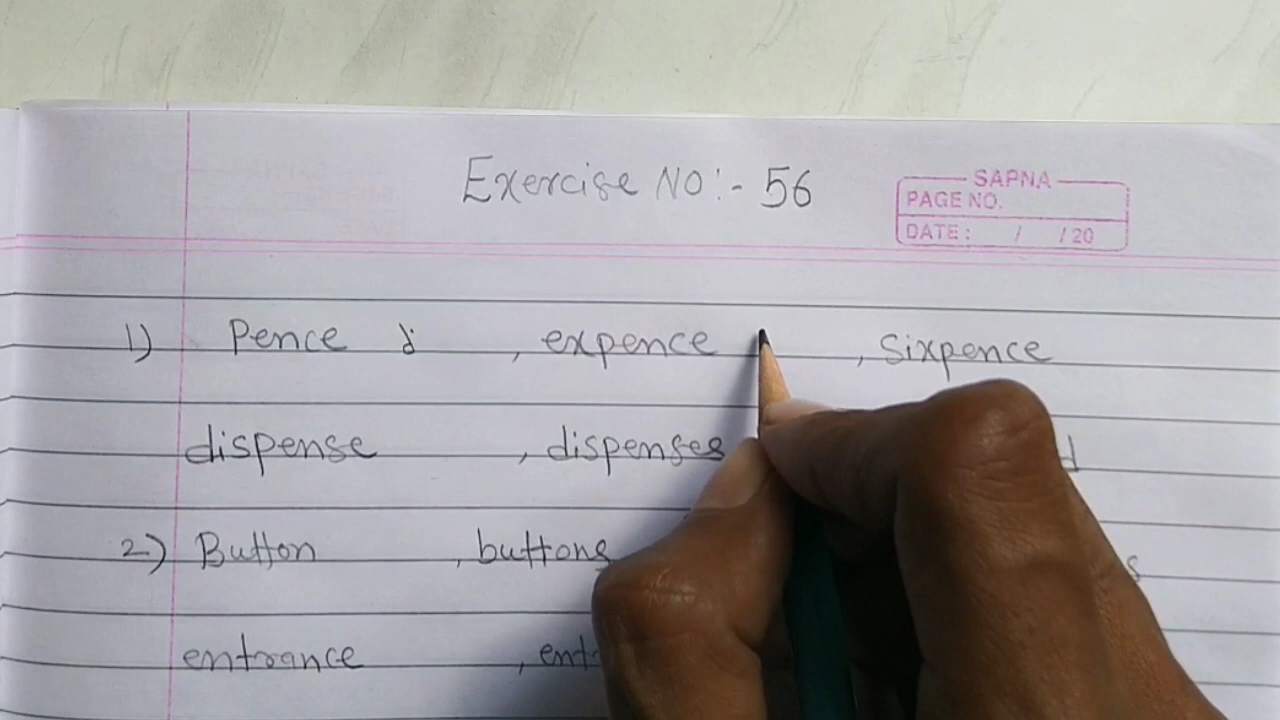 Exercise NO:- 56
SAPNA
PAGE NO.
DATE: / / 20
1) Pence , expence , Sixpence
dispense , dispenses
2) Button , buttons
entrance